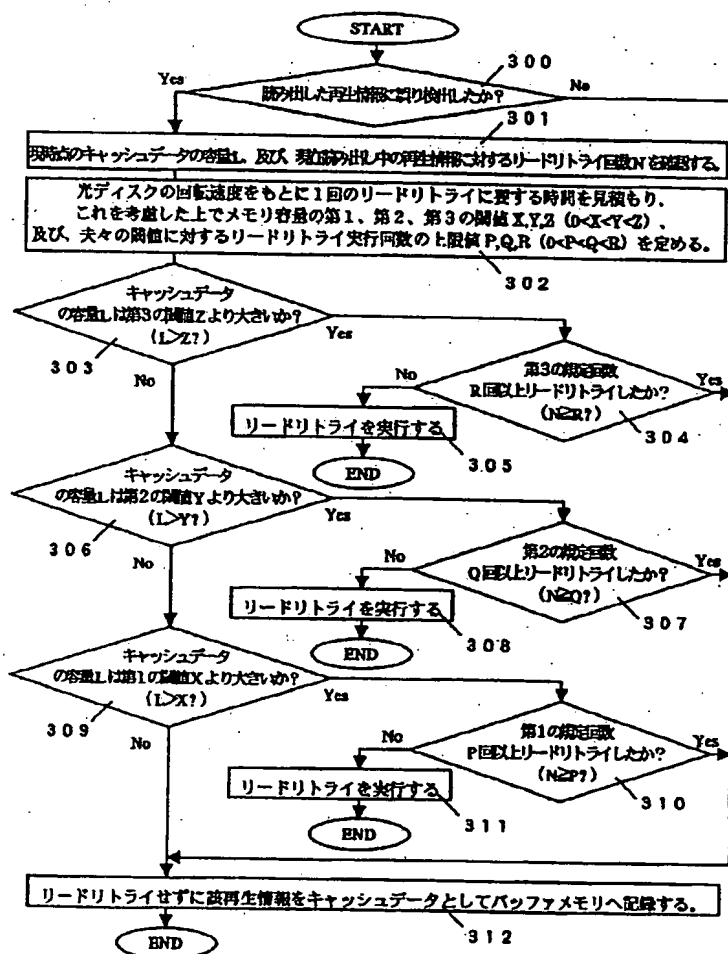 START
300
Yes
No
読み出した再生情報に誤り検出したか?
301
現時点のキャッシュデータの容量L、及び、現在読み出し中の再生情報に対するリードリトライ回数Nを確認する。
光ディスクの回転速度をもとに1回のリードリトライに要する時間を見積もり、
これを考慮した上でメモリ容量の第1、第2、第3の閾値X,Y,Z(0<X<Y<Z)、
及び、夫々の閾値に対するリードリトライ実行回数の上限値P,Q,R(0<P<Q<R)を定める。
302
キャッシュデータ
の容量Lは第3の閾値Zより大きいか?
(L>Z?)
Yes
303
No
第3の規定回数
R回以上リードリトライしたか?
(N≧R?)
No
Yes
304
リードリトライを実行する
305
END
キャッシュデータ
の容量Lは第2の閾値Yより大きいか?
(L>Y?)
Yes
306
No
第2の規定回数
Q回以上リードリトライしたか?
(N≧Q?)
No
Yes
307
リードリトライを実行する
308
END
キャッシュデータ
の容量Lは第1の閾値Xより大きいか?
(L>X?)
Yes
309
No
第1の規定回数
P回以上リードリトライしたか?
(N≧P?)
No
Yes
310
リードリトライを実行する
311
END
リードリトライせずに該再生情報をキャッシュデータとしてバッファメモリへ記録する。
312
END